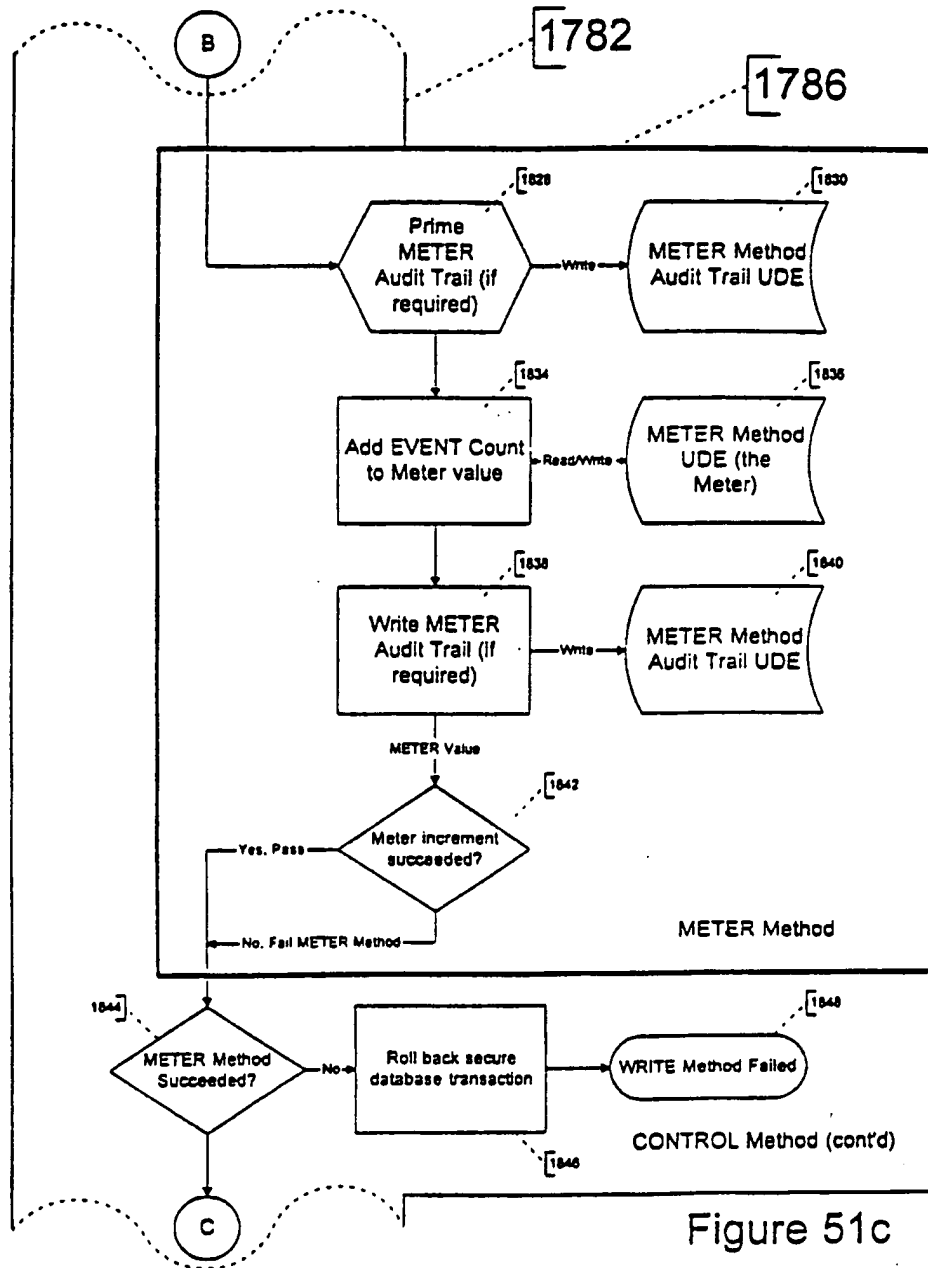 B
1782
1786
1828
Prime
METER
Audit Trail (if
required)
Write
1830
METER Method
Audit Trail UDE
1834
Add EVENT Count
to Meter value
Read/Write
1836
METER Method
UDE (the
Meter)
1838
Write METER
Audit Trail (if
required)
Write
1840
METER Method
Audit Trail UDE
METER Value
1842
Meter increment
succeeded?
Yes, Pass
No, Fail METER Method
METER Method
1844
METER Method
Succeeded?
No
Roll back secure
database transaction
1846
1848
WRITE Method Failed
CONTROL Method (cont'd)
C
Figure 51c